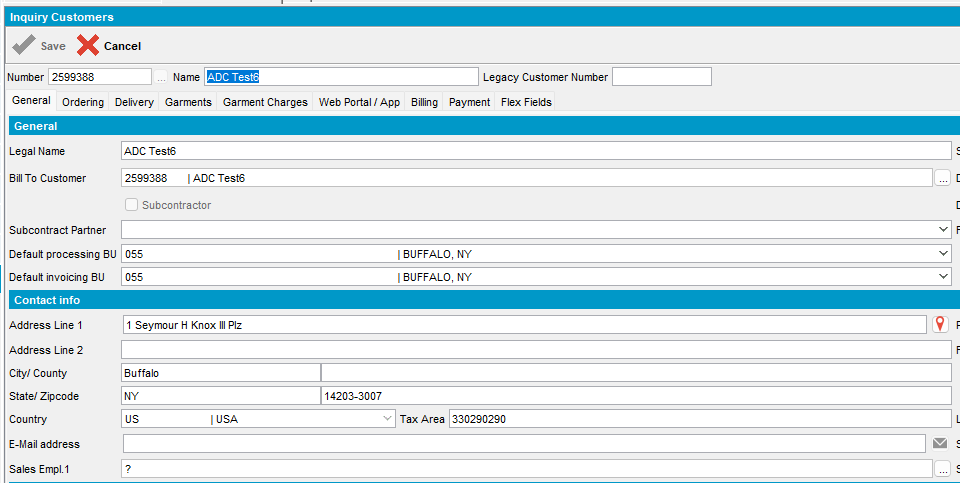 Inquiry Customers
Save Cancel
Number 2599388 ... Name ADC Test6 Legacy Customer Number
General Ordering Delivery Garments Garment Charges Web Portal / App Billing Payment Flex Fields
General
Legal Name ADC Test6 S
Bill To Customer 2599388 | ADC Test6 ... D
Subcontractor D
Subcontract Partner F
Default processing BU 055 | BUFFALO, NY
Default invoicing BU 055 | BUFFALO, NY
Contact info
Address Line 1 1 Seymour H Knox III Plz
Address Line 2
City/ County Buffalo
State/ Zipcode NY 14203-3007
Country US | USA Tax Area 330290290 L
E-Mail address S
Sales Empl.1 ? ... S